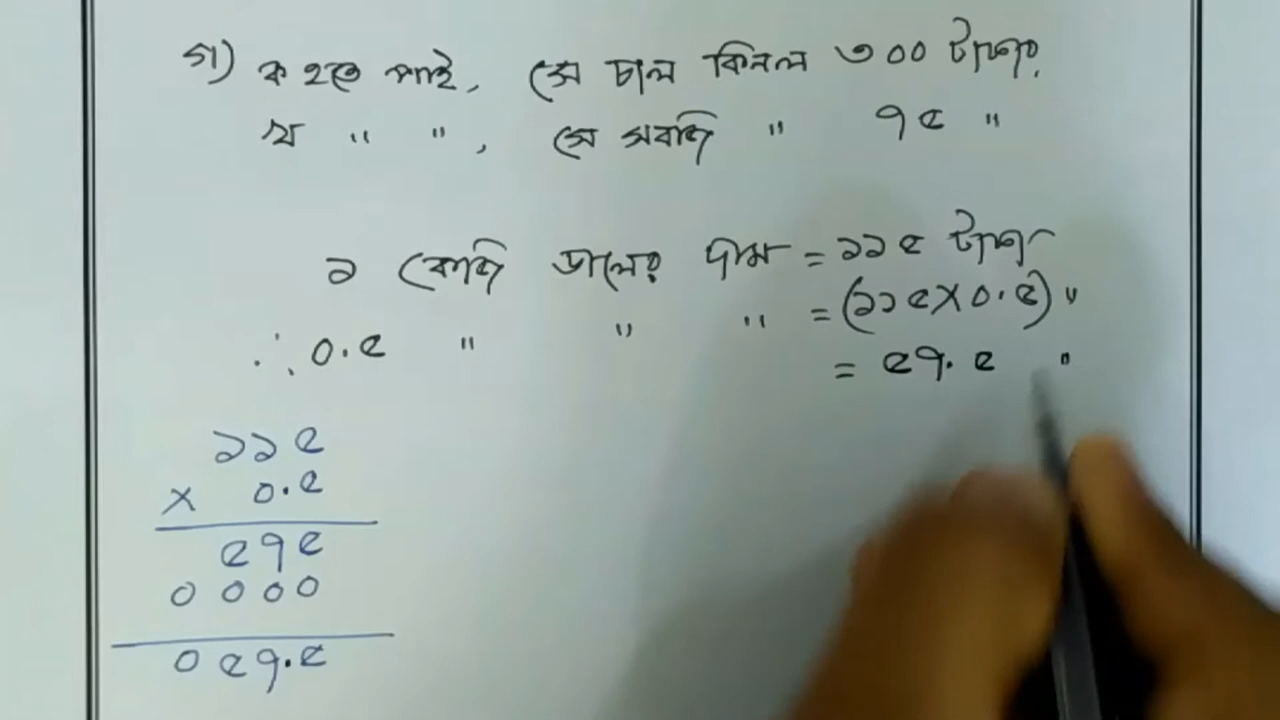 গ) ক হতে পাই, সে চাল কিনল ৩০০ টাকার,
খ " ", সে সবজি " ৭৫ "
১ কেজি ডালের দাম = ১১৫ টাকা
∴ ০.৫ " " " = (১১৫×০.৫) "
= ৫৭.৫ "
১১৫
× ০.৫
৫৭৫
০০০০
০৫৭.৫